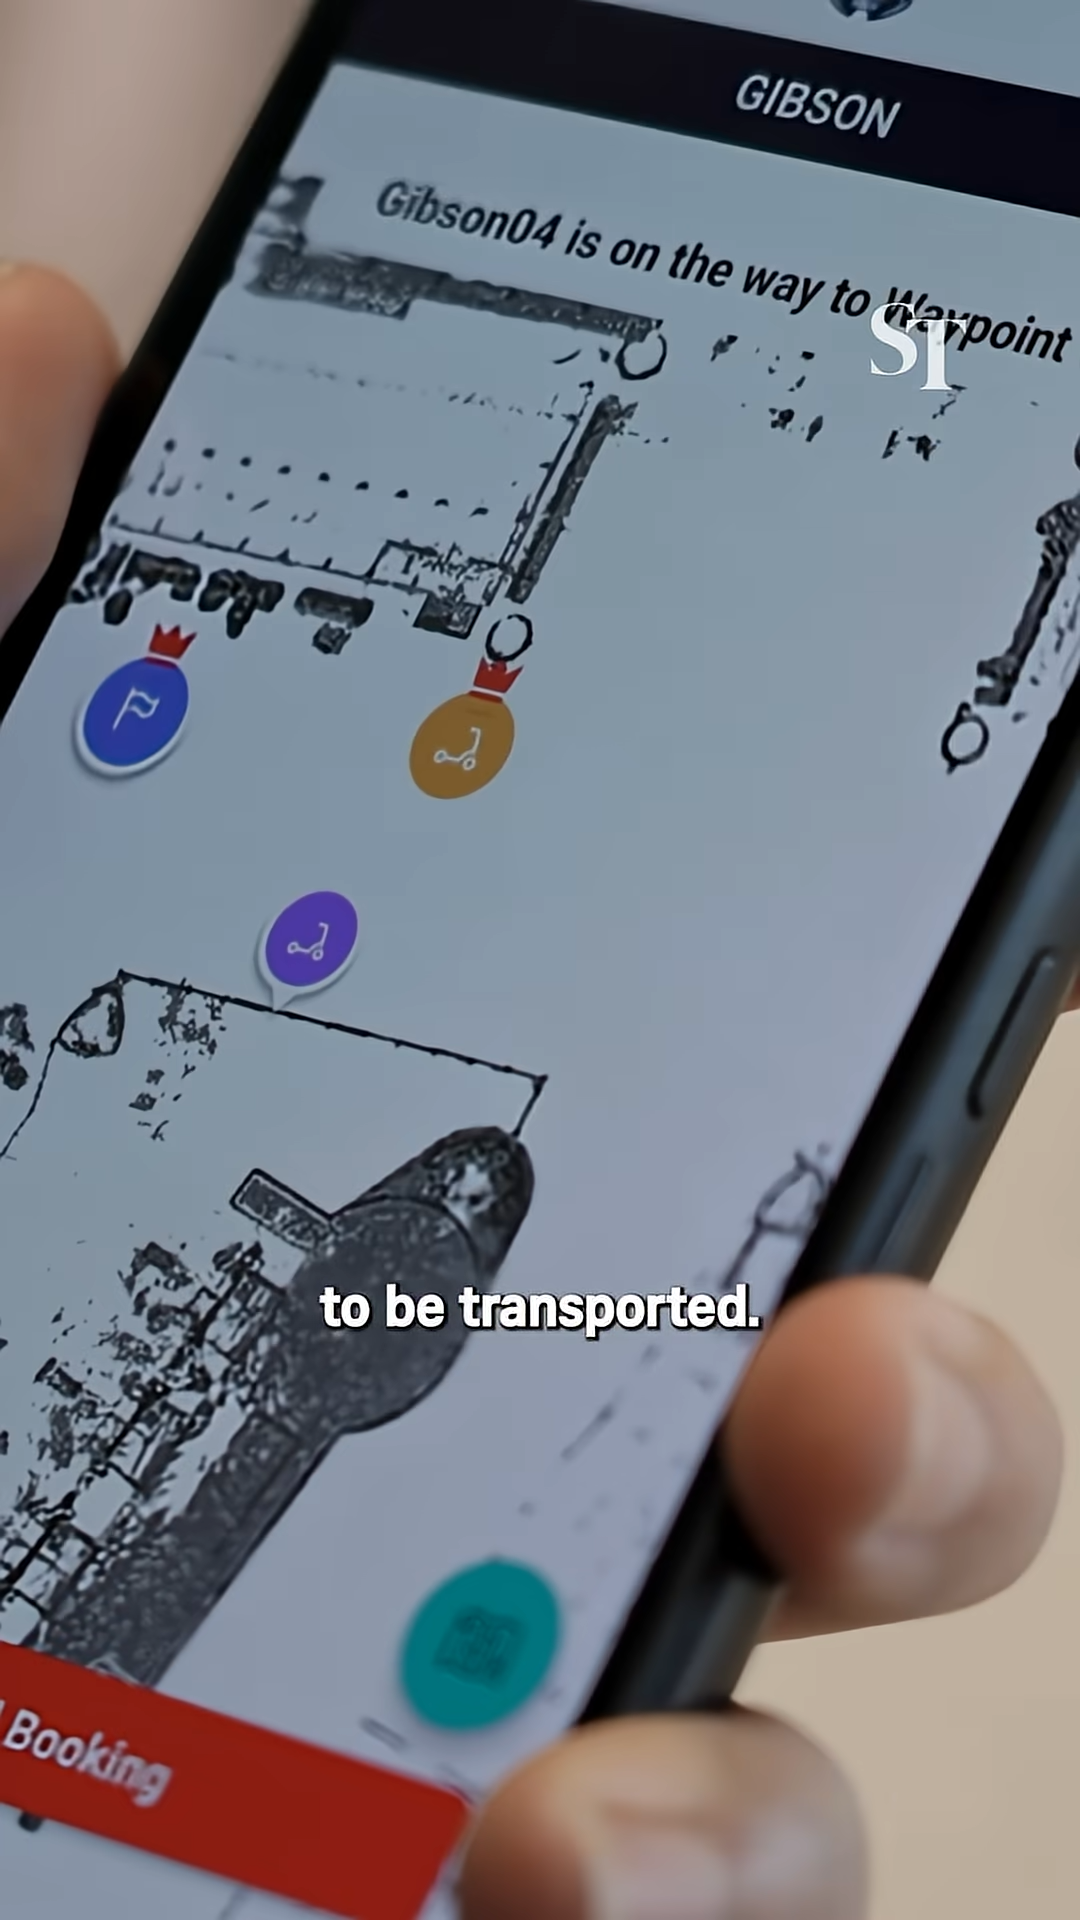 GIBSON
Gibson04 is on the way to Waypoint
ST
to be transported.
Booking